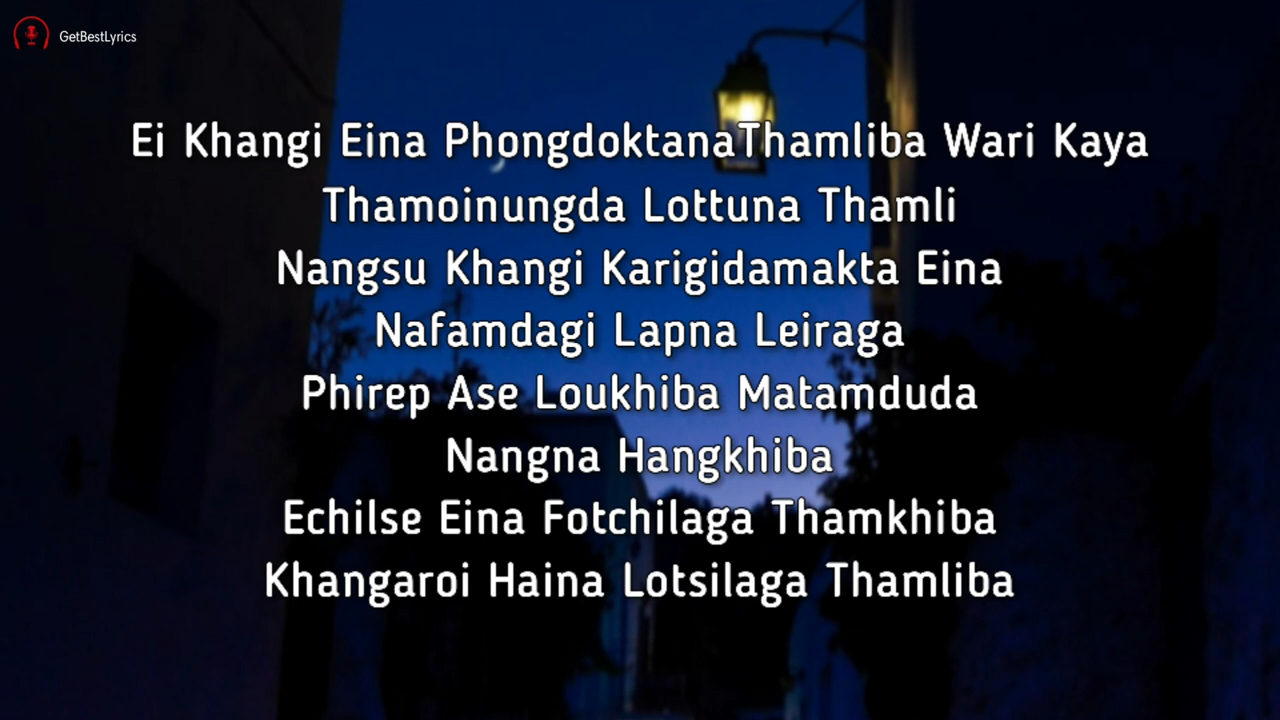 GetBestLyrics
Ei Khangi Eina PhongdoktanaThamliba Wari Kaya
Thamoinungda Lottuna Thamli
Nangsu Khangi Karigidamakta Eina
Nafamdagi Lapna Leiraga
Phirep Ase Loukhiba Matamduda
Nangna Hangkhiba
Echilse Eina Fotchilaga Thamkhiba
Khangaroi Haina Lotsilaga Thamliba